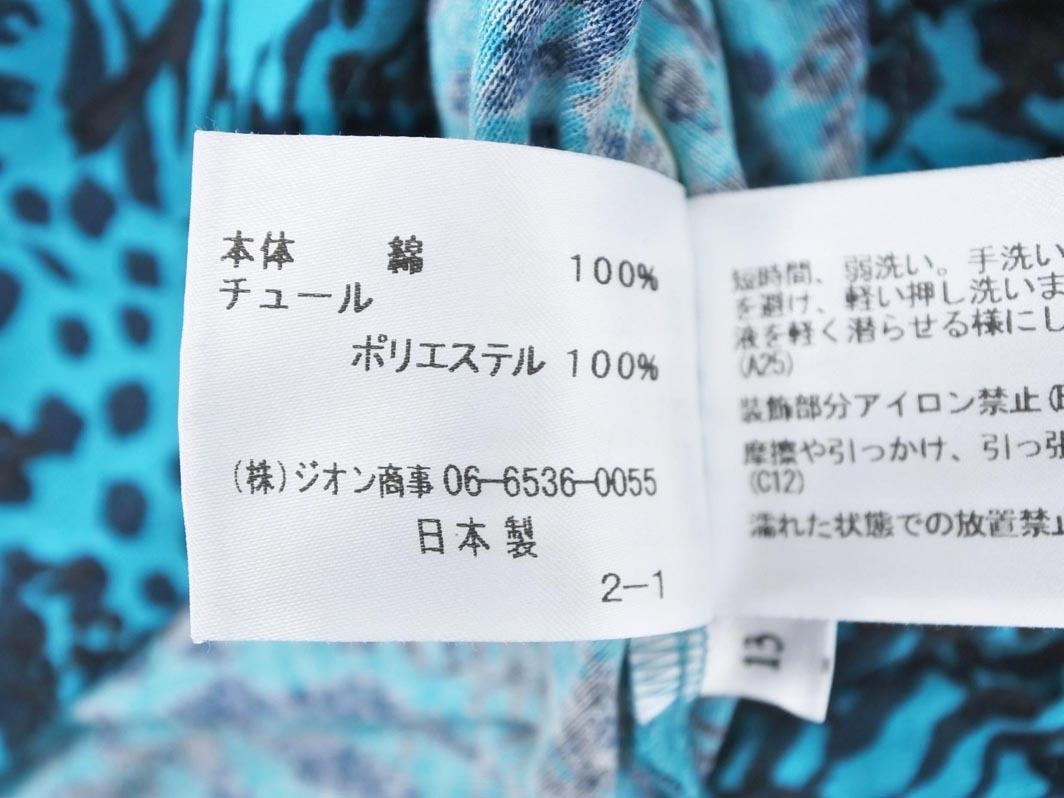 本体 綿 100%
チュール
ポリエステル 100%
(株)ジオン商事 06-6536-0055
日本製
2-1
短時間、弱洗い。手洗い
を避け、軽い押し洗いま
液を軽く潜らせる様にし
(A25)
装飾部分アイロン禁止(
摩擦や引っかけ、引っ張
(C12)
濡れた状態での放置禁止
13